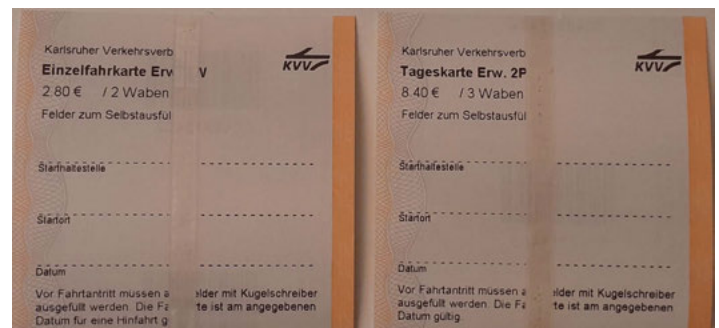 Karlsruher Verkehrsverb
KVV
Einzelfahrkarte Erw V
2.80 € / 2 Waben
Felder zum Selbstausfül
Starthaltestelle
Startort
Datum
Vor Fahrtantritt müssen a elder mit Kugelschreiber
ausgefüllt werden. Die Fa te ist am angegebenen
Datum für eine Hinfahrt g
Karlsruher Verkehrsverb
KVV
Tageskarte Erw. 2P
8.40 € / 3 Waben
Felder zum Selbstausfül
Starthaltestelle
Startort
Datum
Vor Fahrtantritt müssen a elder mit Kugelschreiber
ausgefüllt werden. Die Fa te ist am angegebenen
Datum gültig.